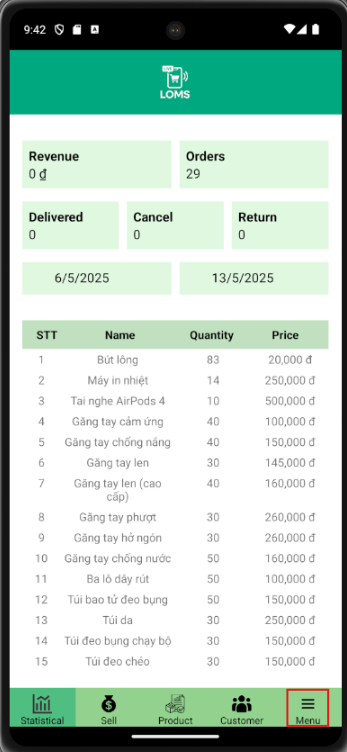 9:42
LIVE
LOMS
Revenue
0 ₫
Orders
29
Delivered
0
Cancel
0
Return
0
6/5/2025
13/5/2025
STT Name Quantity Price
1 Bút lông 83 20,000 đ
2 Máy in nhiệt 14 250,000 đ
3 Tai nghe AirPods 4 10 500,000 đ
4 Găng tay cảm ứng 40 100,000 đ
5 Găng tay chống nắng 40 150,000 đ
6 Găng tay len 30 145,000 đ
7 Găng tay len (cao 40 160,000 đ
cấp)
8 Găng tay phượt 30 260,000 đ
9 Găng tay hở ngón 30 260,000 đ
10 Găng tay chống nước 50 160,000 đ
11 Ba lô dây rút 50 100,000 đ
12 Túi bao tử đeo bụng 50 150,000 đ
13 Túi da 30 250,000 đ
14 Túi đeo bụng chạy bộ 30 150,000 đ
15 Túi đeo chéo 30 150,000 đ
Statistical Sell Product Customer Menu